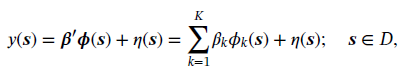 y(s) = β′ϕ(s) + η(s) = ∑_{k=1}^{K} β_k ϕ_k(s) + η(s);    s ∈ D,